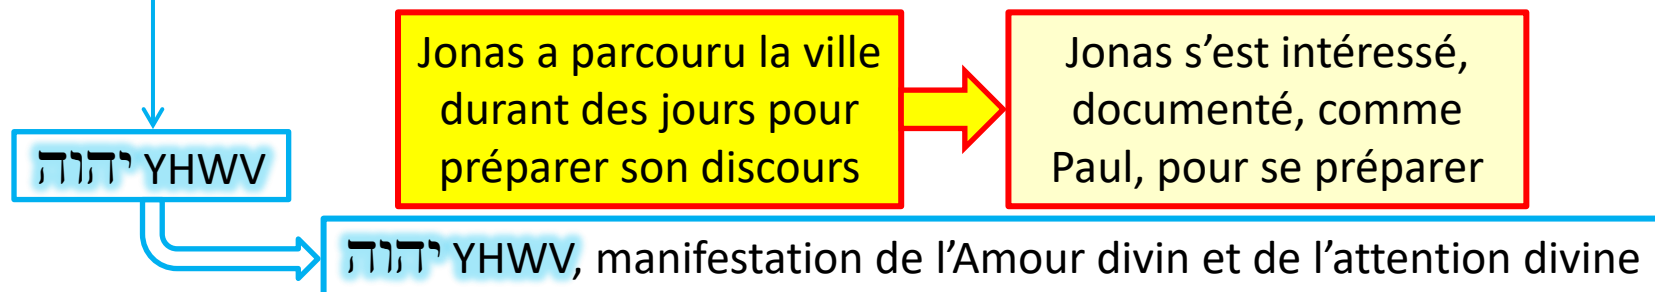 Jonas a parcouru la ville
durant des jours pour
préparer son discours
Jonas s’est intéressé,
documenté, comme
Paul, pour se préparer
יהוה YHWV
יהוה YHWV, manifestation de l’Amour divin et de l’attention divine